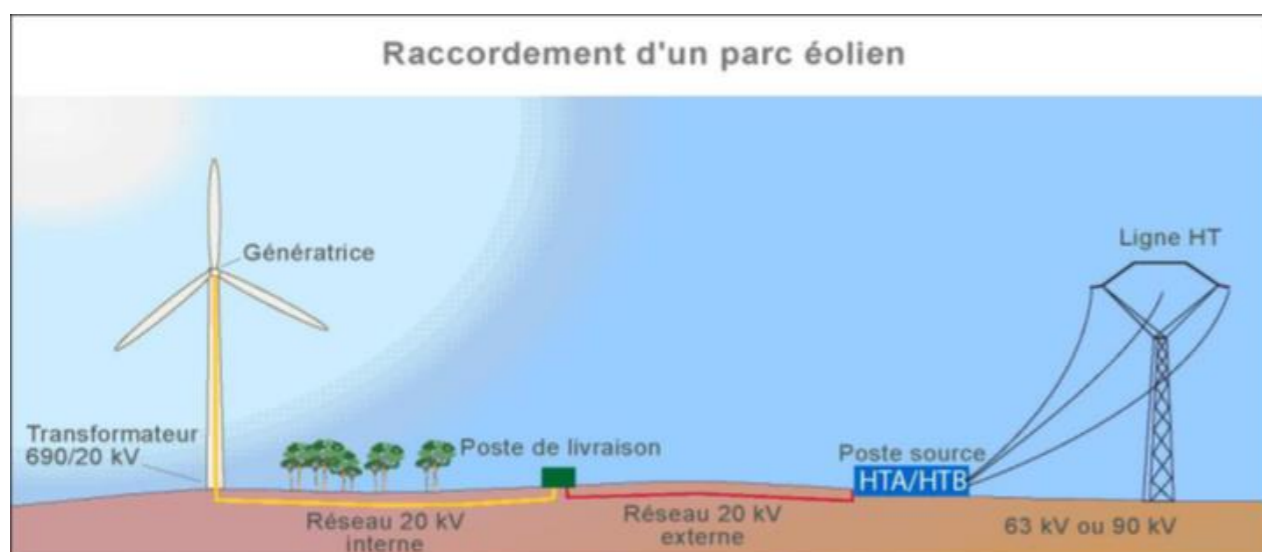 Raccordement d'un parc éolien
Génératrice
Ligne HT
Transformateur
690/20 kV
Poste de livraison
Poste source
HTA/HTB
Réseau 20 kV
interne
Réseau 20 kV
externe
63 kV ou 90 kV